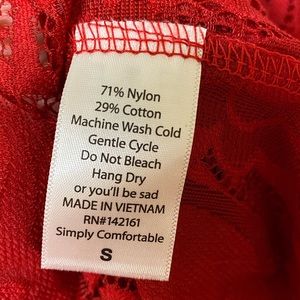 71% Nylon
29% Cotton
Machine Wash Cold
Gentle Cycle
Do Not Bleach
Hang Dry
or you'll be sad
MADE IN VIETNAM
RN#142161
Simply Comfortable
S